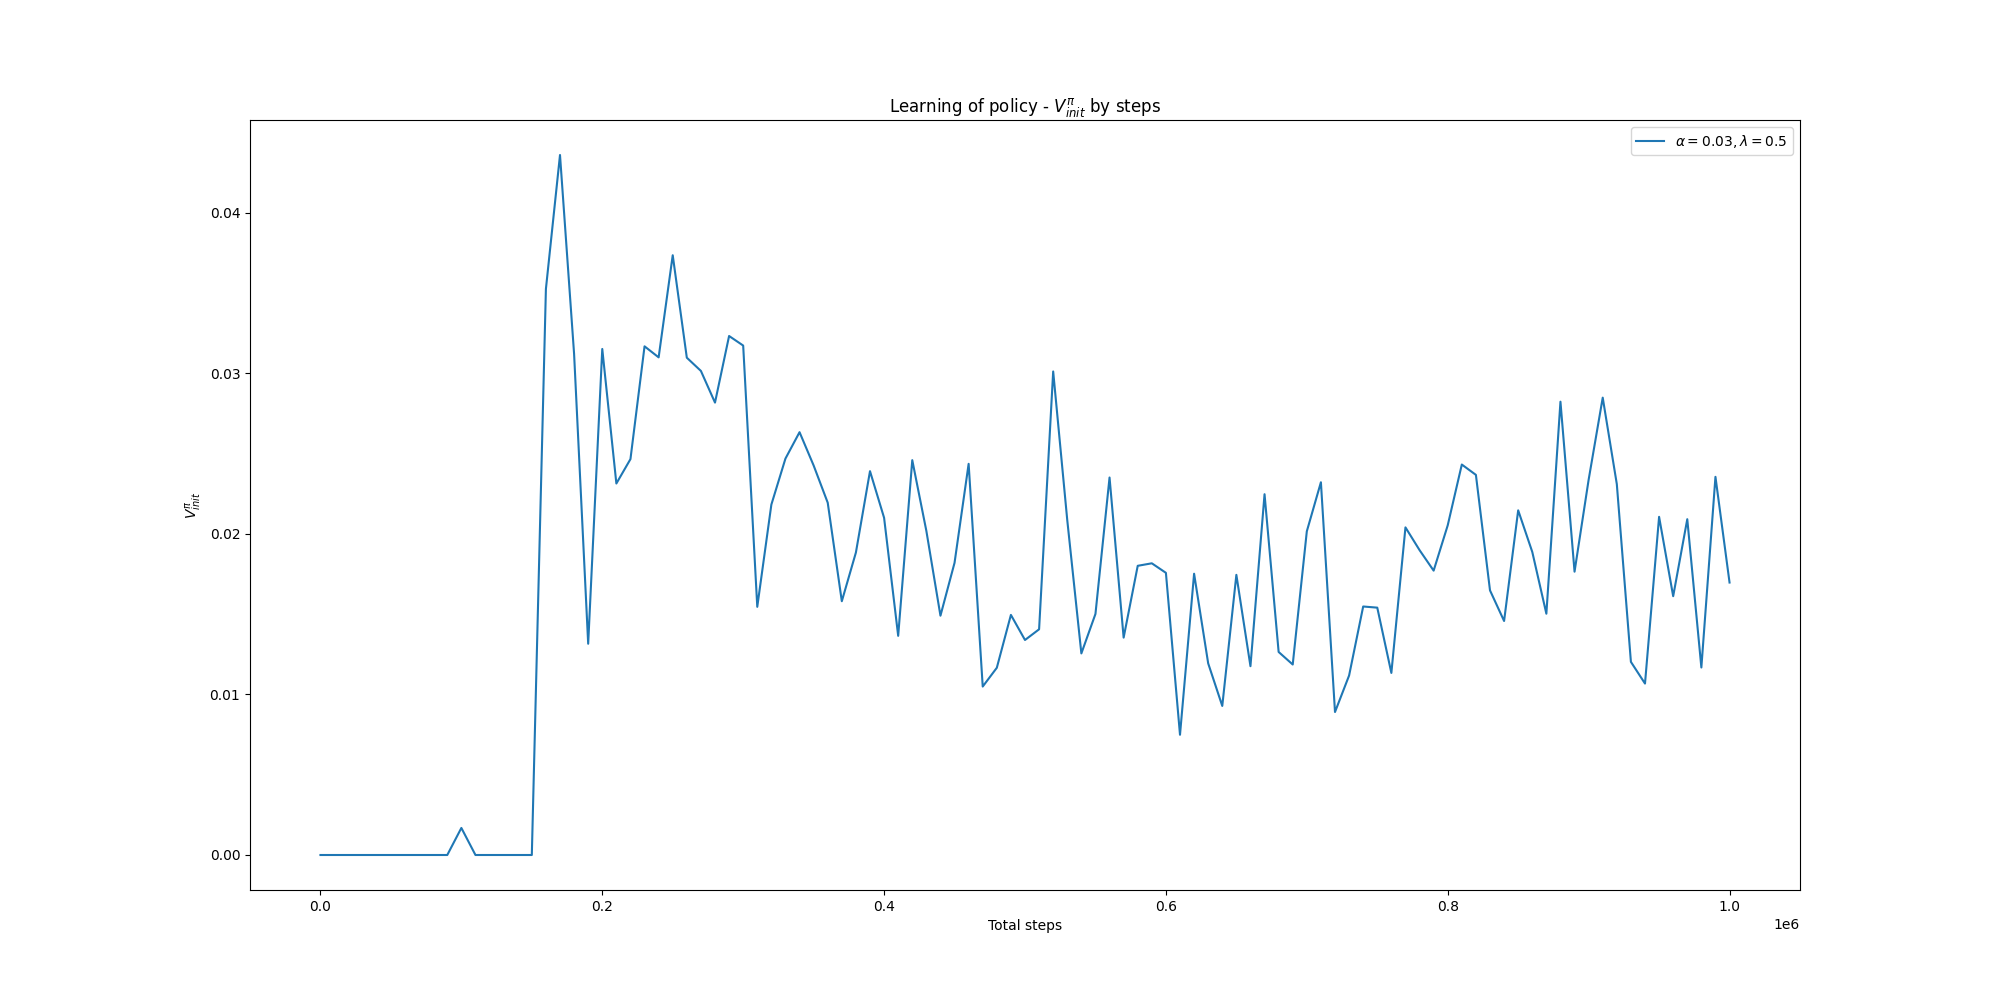 Learning of policy - $V^{\pi}_{init}$ by steps
α = 0.03, λ = 0.5
0.04
0.03
0.02
0.01
0.00
$V^{\pi}_{init}$
0.0 0.2 0.4 0.6 0.8 1.0
Total steps
1e6